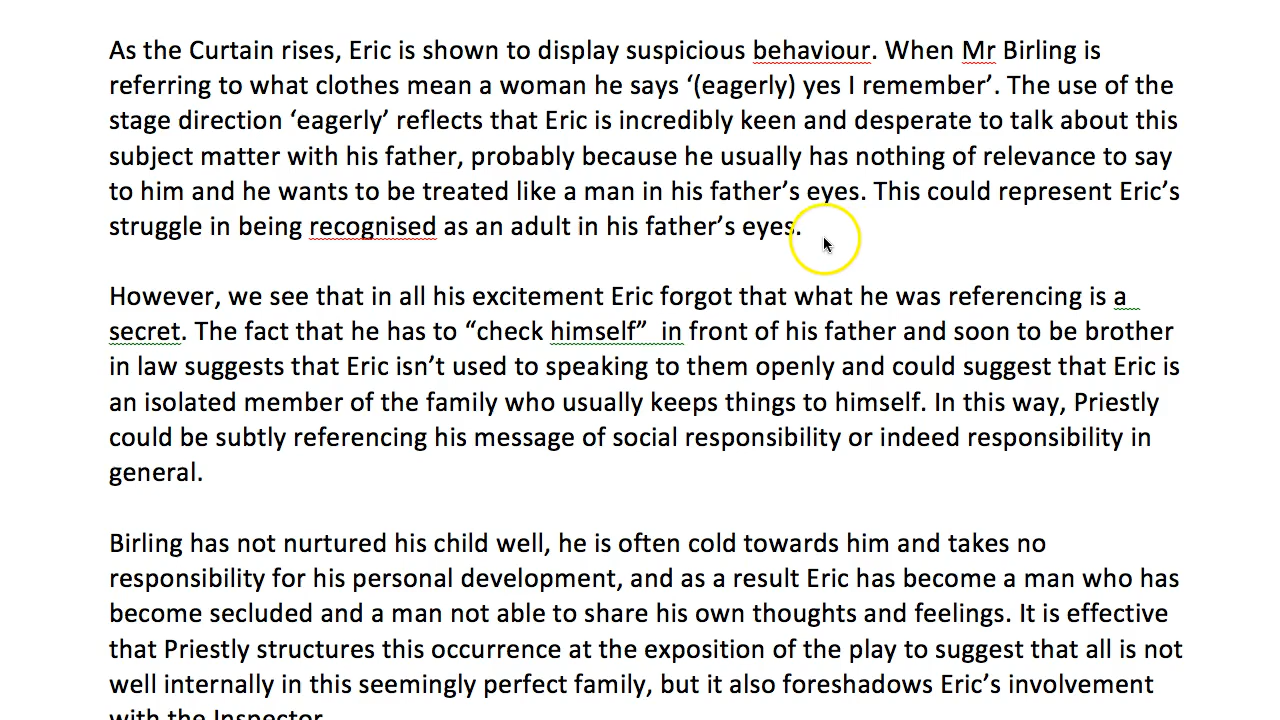 As the Curtain rises, Eric is shown to display suspicious behaviour. When Mr Birling is
referring to what clothes mean a woman he says ‘(eagerly) yes I remember’. The use of the
stage direction ‘eagerly’ reflects that Eric is incredibly keen and desperate to talk about this
subject matter with his father, probably because he usually has nothing of relevance to say
to him and he wants to be treated like a man in his father’s eyes. This could represent Eric’s
struggle in being recognised as an adult in his father’s eyes.
However, we see that in all his excitement Eric forgot that what he was referencing is a
secret. The fact that he has to “check himself”  in front of his father and soon to be brother
in law suggests that Eric isn’t used to speaking to them openly and could suggest that Eric is
an isolated member of the family who usually keeps things to himself. In this way, Priestly
could be subtly referencing his message of social responsibility or indeed responsibility in
general.
Birling has not nurtured his child well, he is often cold towards him and takes no
responsibility for his personal development, and as a result Eric has become a man who has
become secluded and a man not able to share his own thoughts and feelings. It is effective
that Priestly structures this occurrence at the exposition of the play to suggest that all is not
well internally in this seemingly perfect family, but it also foreshadows Eric’s involvement
with the Inspector.